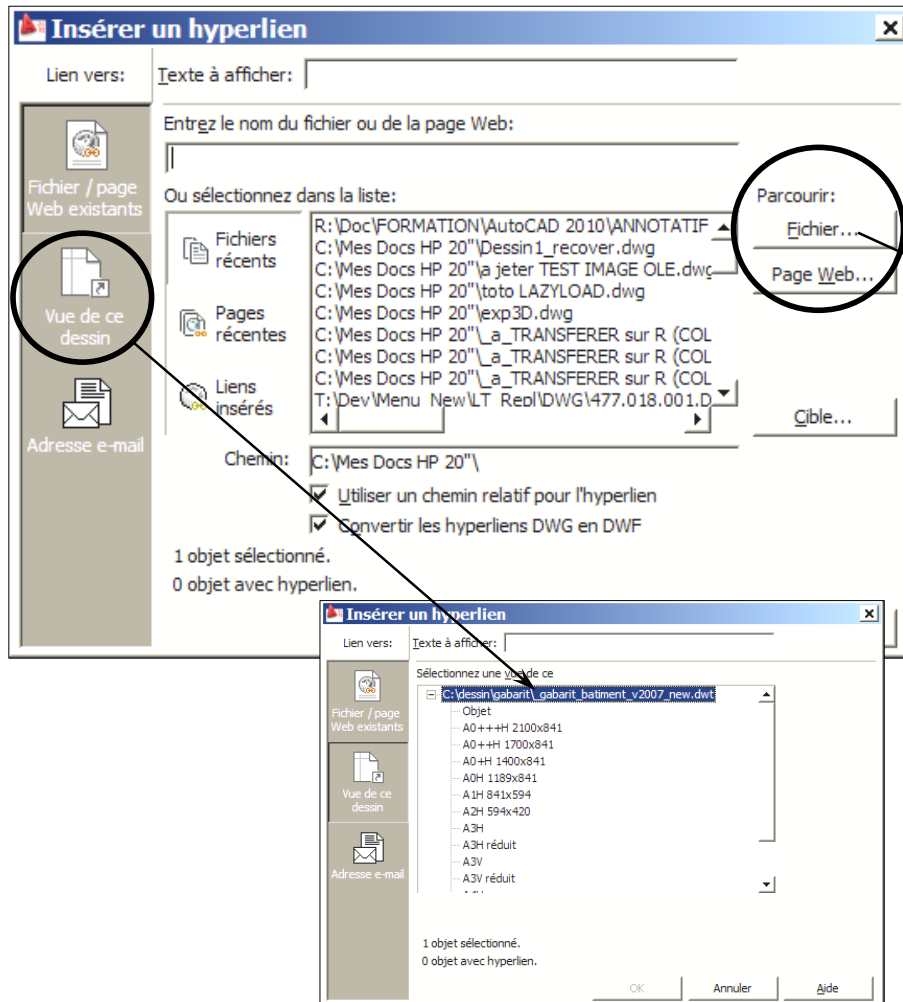 Insérer un hyperlien
Lien vers:
Texte à afficher:
Entrez le nom du fichier ou de la page Web:
Fichier / page
Web existants
Ou sélectionnez dans la liste:
Parcourir:
Fichiers
récents
R:\Doc\FORMATION\AutoCAD 2010\ANNOTATIF
C:\Mes Docs HP 20"\Dessin1_recover.dwg
C:\Mes Docs HP 20"\a jeter TEST IMAGE OLE.dwg
C:\Mes Docs HP 20"\toto LAZYLOAD.dwg
C:\Mes Docs HP 20"\exp3D.dwg
C:\Mes Docs HP 20"\_a_TRANSFERER sur R (COL
C:\Mes Docs HP 20"\_a_TRANSFERER sur R (COL
C:\Mes Docs HP 20"\_a_TRANSFERER sur R (COL
T:\Dev\Menu_New\LT_Repl\DWG\477.018.001.D
Fichier...
Page Web...
Vue de ce
dessin
Pages
récentes
Liens
insérés
Cible...
Adresse e-mail
Chemin:
C:\Mes Docs HP 20"\
Utiliser un chemin relatif pour l'hyperlien
Convertir les hyperliens DWG en DWF
1 objet sélectionné.
0 objet avec hyperlien.
Insérer un hyperlien
Lien vers:
Texte à afficher:
Sélectionnez une vue de ce
Fichier / page
Web existants
Vue de ce
dessin
Adresse e-mail
C:\dessin\gabarit\_gabarit_batiment_v2007_new.dwt
Objet
A0+++H 2100x841
A0++H 1700x841
A0+H 1400x841
A0H 1189x841
A1H 841x594
A2H 594x420
A3H
A3H réduit
A3V
A3V réduit
1 objet sélectionné.
0 objet avec hyperlien.
OK
Annuler
Aide